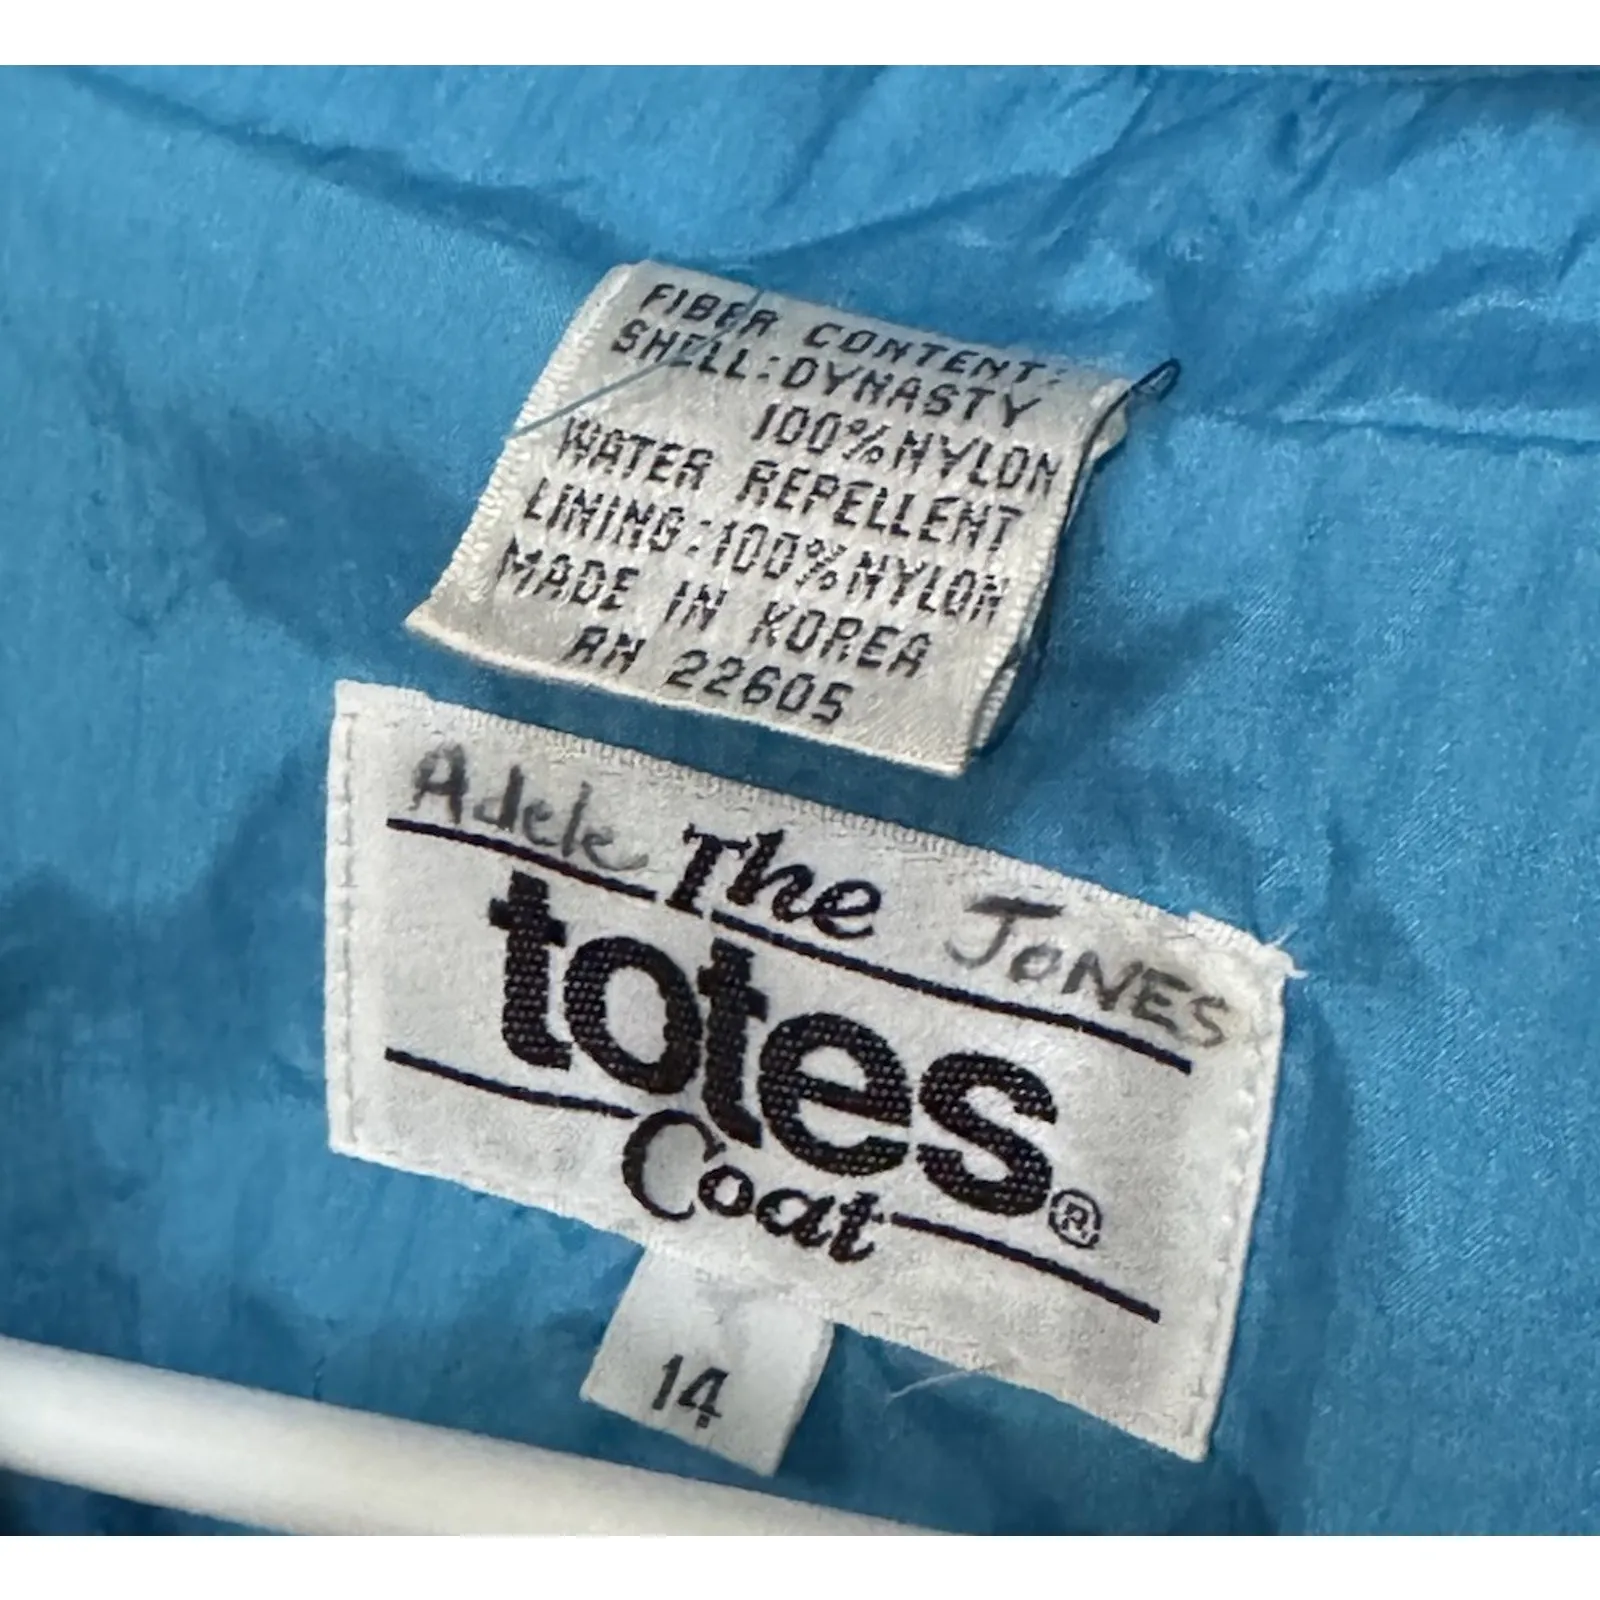 FIBER CONTENT:
SHELL:DYNASTY
100%NYLON
WATER REPELLENT
LINING:100%NYLON
MADE IN KOREA
RN 22605
Adele The JONES
totes®
Coat
14